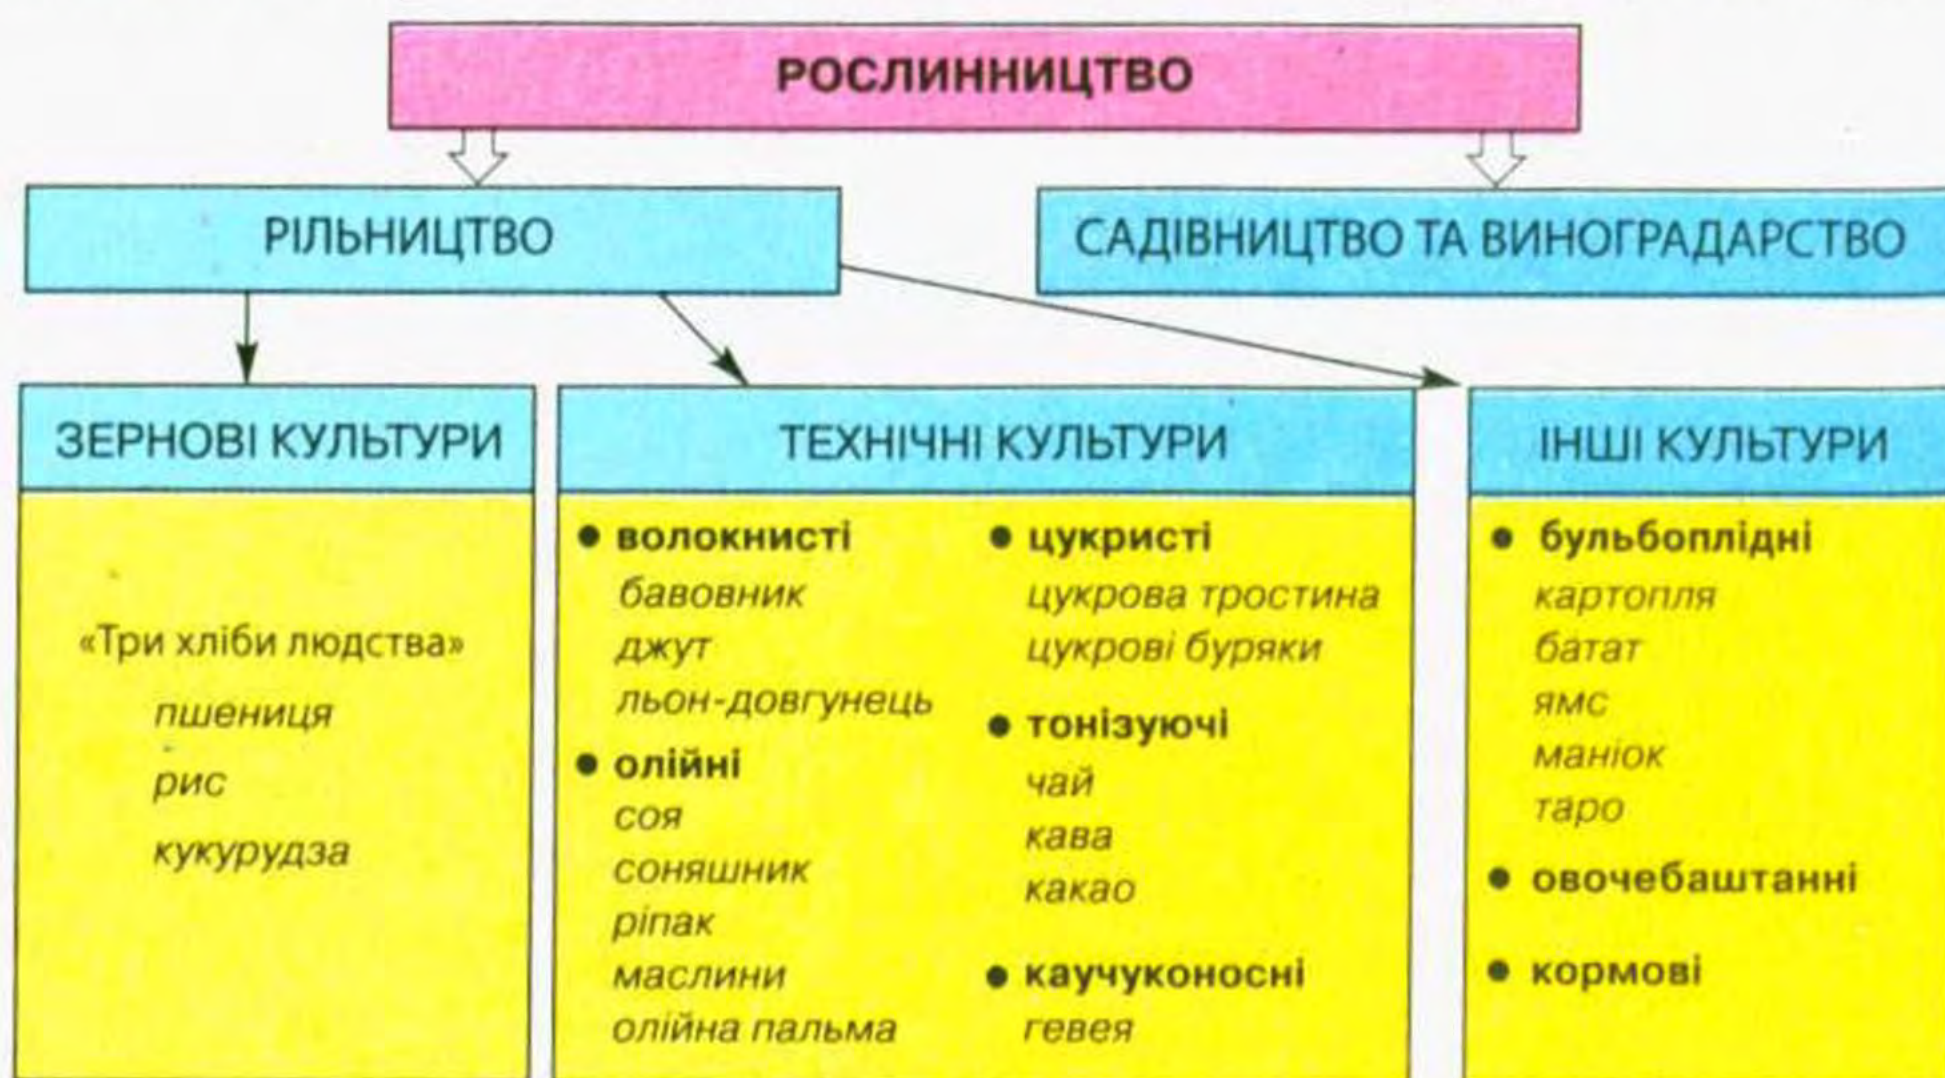 РОСЛИННИЦТВО
РІЛЬНИЦТВО
САДІВНИЦТВО ТА ВИНОГРАДАРСТВО
ЗЕРНОВІ КУЛЬТУРИ
«Три хліби людства»
пшениця
рис
кукурудза
ТЕХНІЧНІ КУЛЬТУРИ
● волокнисті
бавовник
джут
льон-довгунець
● олійні
соя
соняшник
ріпак
маслини
олійна пальма
● цукристі
цукрова тростина
цукрові буряки
● тонізуючі
чай
кава
какао
● каучуконосні
гевея
ІНШІ КУЛЬТУРИ
● бульбоплідні
картопля
батат
ямс
маніок
таро
● овочебаштанні
● кормові